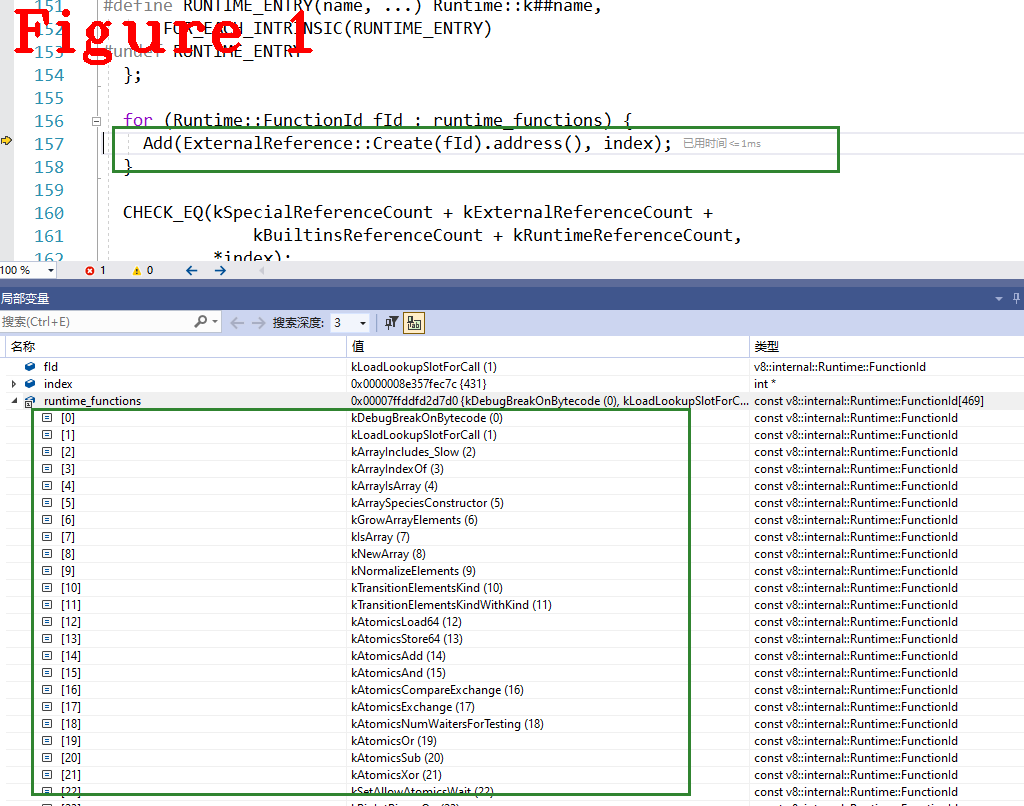 151 #define RUNTIME_ENTRY(name, ...) Runtime::k##name,
152 FOR_EACH_INTRINSIC(RUNTIME_ENTRY)
Figure 1
153 #undef RUNTIME_ENTRY
154 };
155
156 for (Runtime::FunctionId fId : runtime_functions) {
157 Add(ExternalReference::Create(fId).address(), index); 已用时间 <= 1ms
158 }
159
160 CHECK_EQ(kSpecialReferenceCount + kExternalReferenceCount +
161 kBuiltinsReferenceCount + kRuntimeReferenceCount,
162 *index);
100 % 1 0
局部变量
搜索(Ctrl+E) 搜索深度: 3
名称 值 类型
fId kLoadLookupSlotForCall (1) v8::internal::Runtime::FunctionId
index 0x0000008e357fec7c {431} int *
runtime_functions 0x00007ffddfd2d7d0 {kDebugBreakOnBytecode (0), kLoadLookupSlotForC... const v8::internal::Runtime::FunctionId[469]
[0] kDebugBreakOnBytecode (0) const v8::internal::Runtime::FunctionId
[1] kLoadLookupSlotForCall (1) const v8::internal::Runtime::FunctionId
[2] kArrayIncludes_Slow (2) const v8::internal::Runtime::FunctionId
[3] kArrayIndexOf (3) const v8::internal::Runtime::FunctionId
[4] kArrayIsArray (4) const v8::internal::Runtime::FunctionId
[5] kArraySpeciesConstructor (5) const v8::internal::Runtime::FunctionId
[6] kGrowArrayElements (6) const v8::internal::Runtime::FunctionId
[7] kIsArray (7) const v8::internal::Runtime::FunctionId
[8] kNewArray (8) const v8::internal::Runtime::FunctionId
[9] kNormalizeElements (9) const v8::internal::Runtime::FunctionId
[10] kTransitionElementsKind (10) const v8::internal::Runtime::FunctionId
[11] kTransitionElementsKindWithKind (11) const v8::internal::Runtime::FunctionId
[12] kAtomicsLoad64 (12) const v8::internal::Runtime::FunctionId
[13] kAtomicsStore64 (13) const v8::internal::Runtime::FunctionId
[14] kAtomicsAdd (14) const v8::internal::Runtime::FunctionId
[15] kAtomicsAnd (15) const v8::internal::Runtime::FunctionId
[16] kAtomicsCompareExchange (16) const v8::internal::Runtime::FunctionId
[17] kAtomicsExchange (17) const v8::internal::Runtime::FunctionId
[18] kAtomicsNumWaitersForTesting (18) const v8::internal::Runtime::FunctionId
[19] kAtomicsOr (19) const v8::internal::Runtime::FunctionId
[20] kAtomicsSub (20) const v8::internal::Runtime::FunctionId
[21] kAtomicsXor (21) const v8::internal::Runtime::FunctionId
[22] kSetAllowAtomicsWait (22) const v8::internal::Runtime::FunctionId